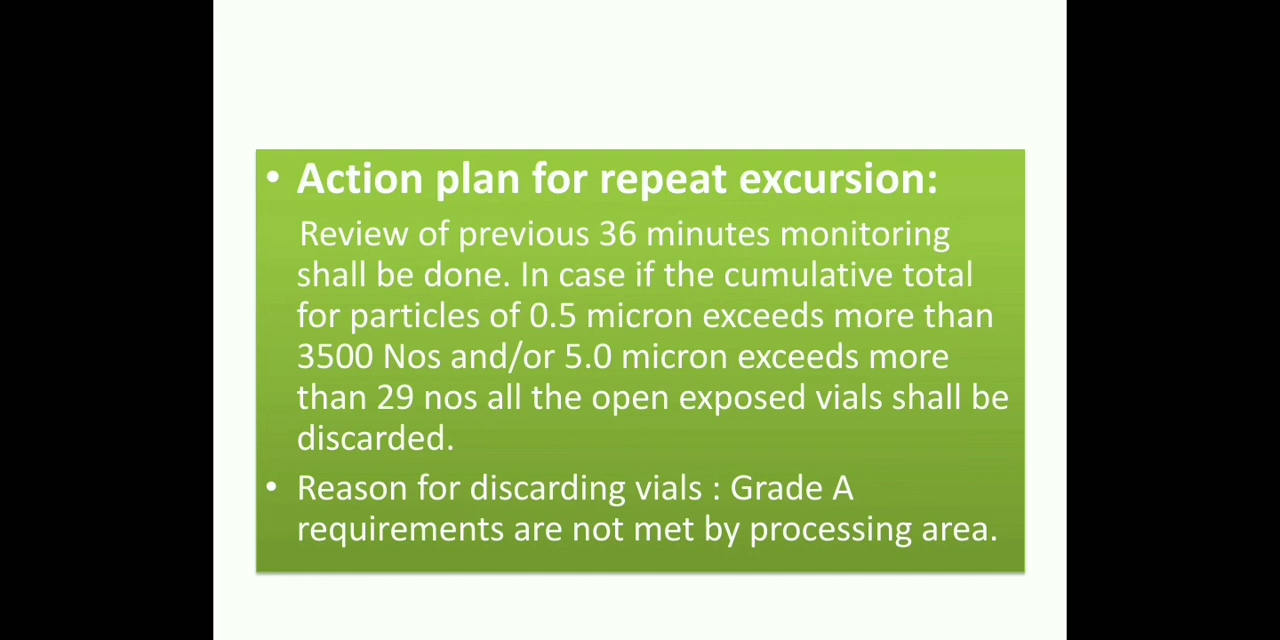 • Action plan for repeat excursion:
Review of previous 36 minutes monitoring
shall be done. In case if the cumulative total
for particles of 0.5 micron exceeds more than
3500 Nos and/or 5.0 micron exceeds more
than 29 nos all the open exposed vials shall be
discarded.
• Reason for discarding vials : Grade A
requirements are not met by processing area.